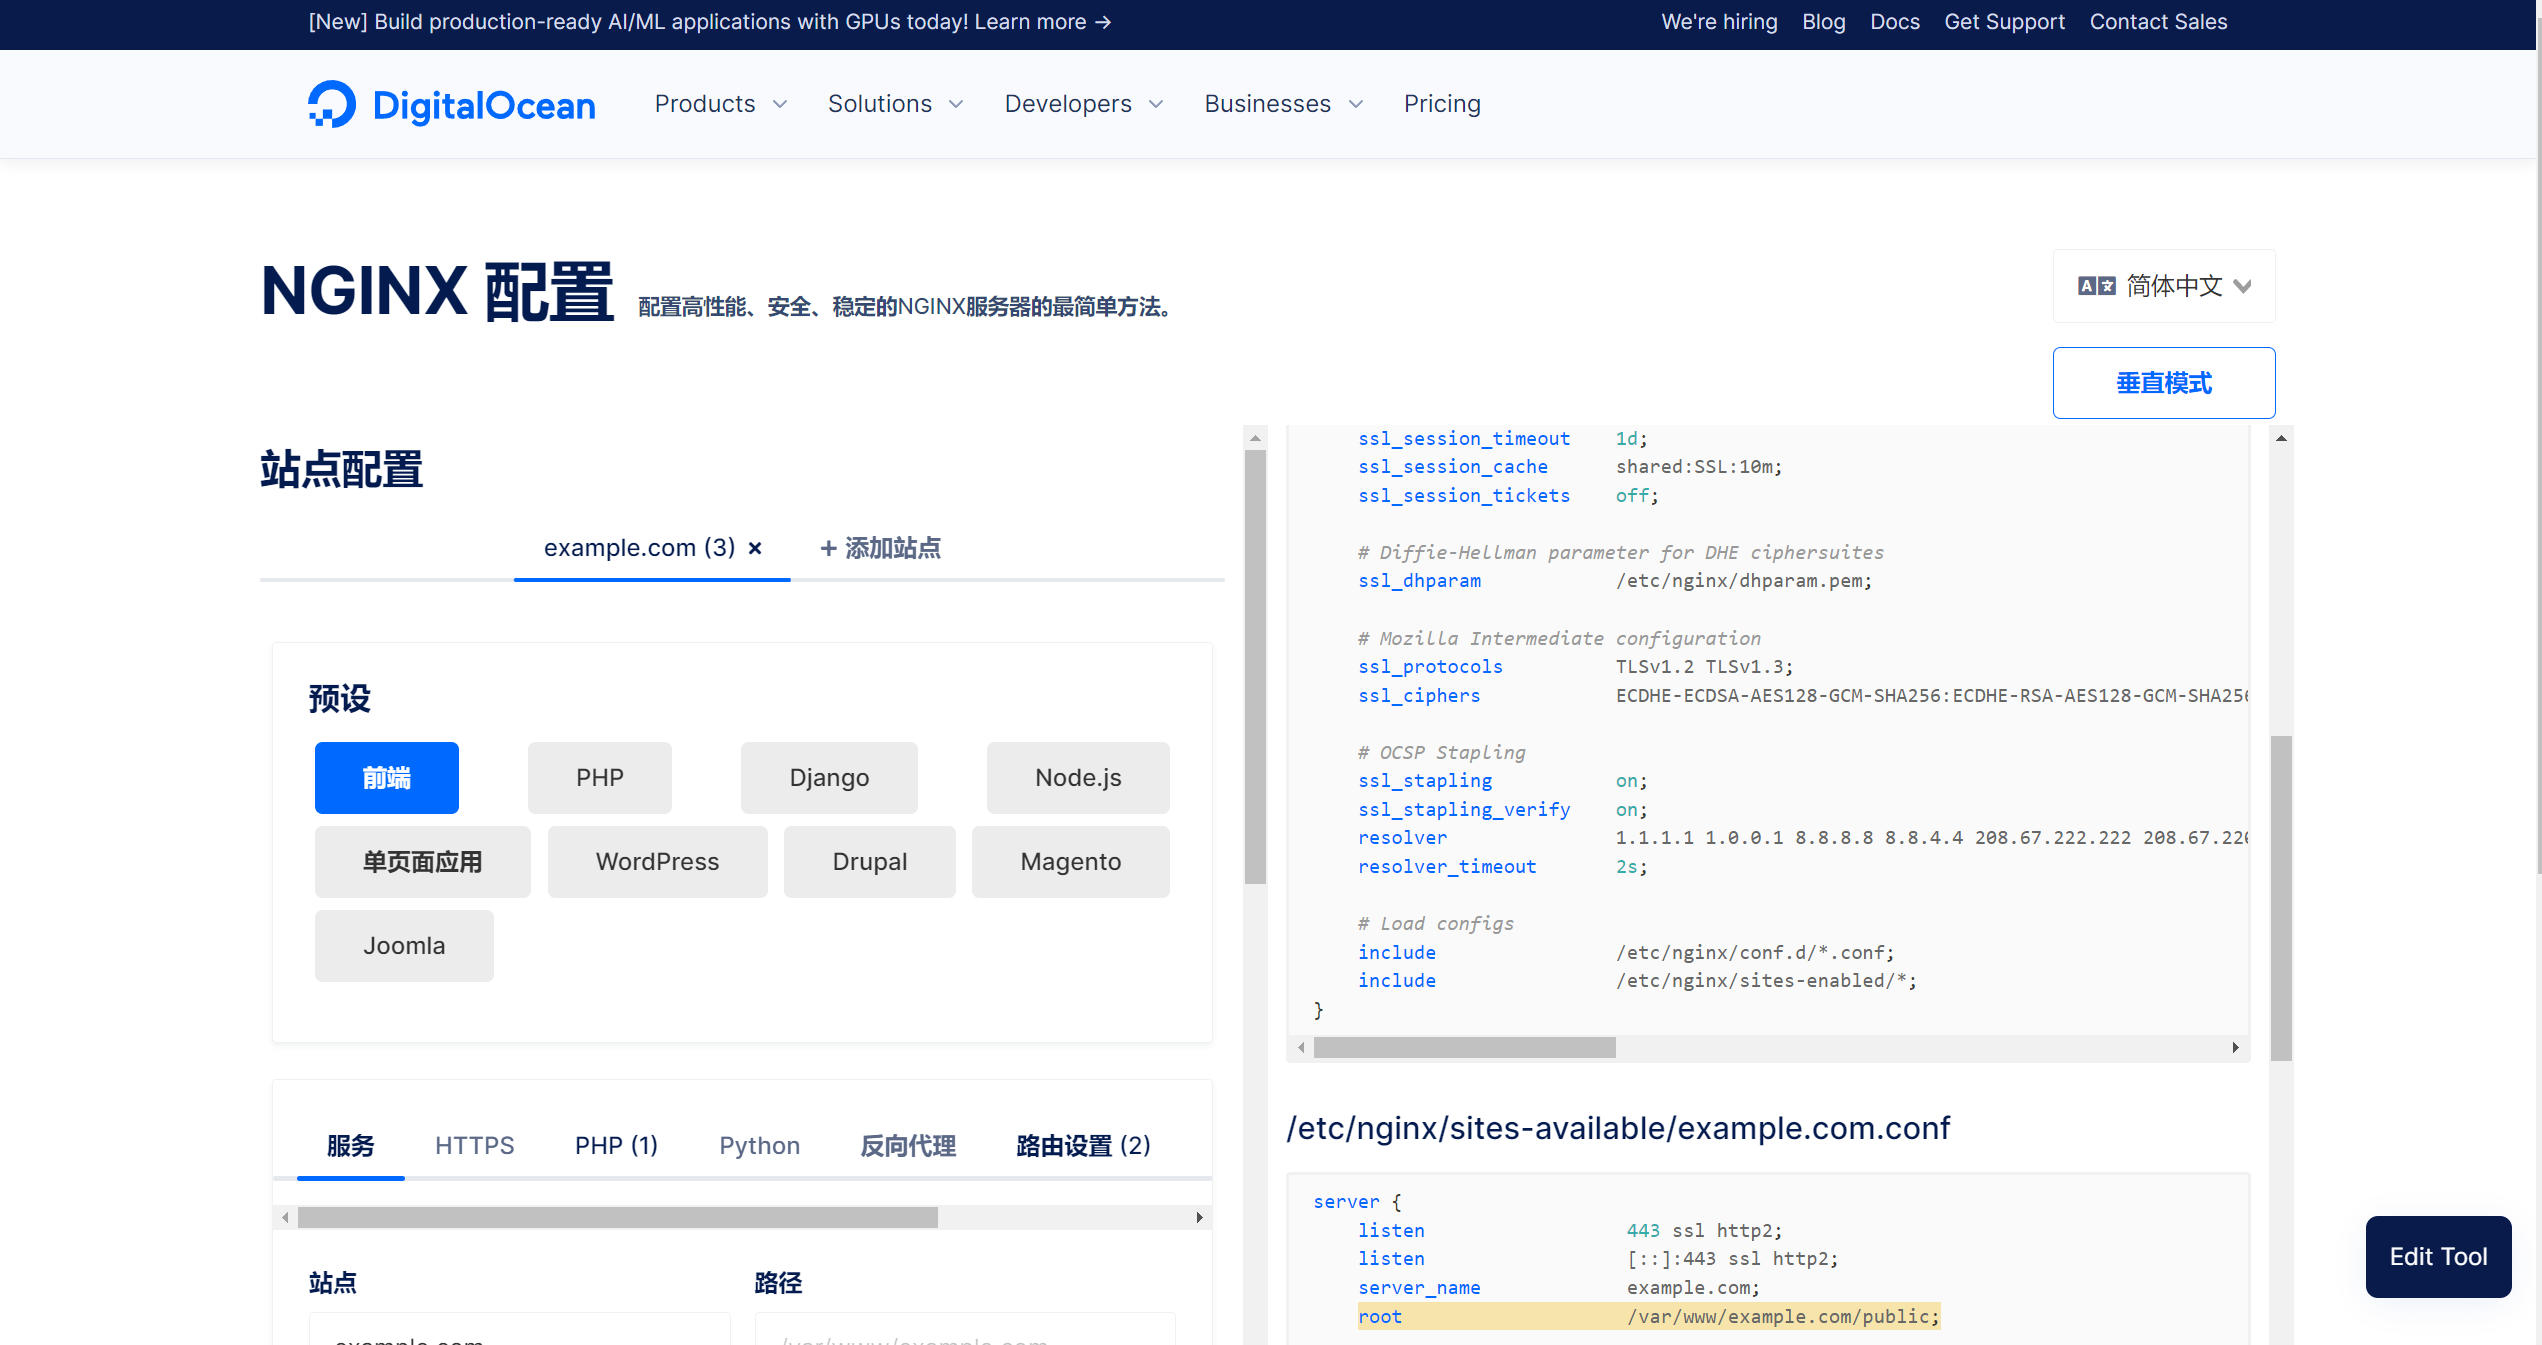 [New] Build production-ready AI/ML applications with GPUs today! Learn more →
We're hiring Blog Docs Get Support Contact Sales
DigitalOcean Products Solutions Developers Businesses Pricing
NGINX 配置 配置高性能、安全、稳定的NGINX服务器的最简单方法。
简体中文
垂直模式
站点配置
example.com (3) ×
+ 添加站点
预设
前端 PHP Django Node.js
单页面应用 WordPress Drupal Magento
Joomla
服务 HTTPS PHP (1) Python 反向代理 路由设置 (2)
站点 路径
example.com /var/www/example.com
ssl_session_timeout 1d;
ssl_session_cache shared:SSL:10m;
ssl_session_tickets off;
# Diffie-Hellman parameter for DHE ciphersuites
ssl_dhparam /etc/nginx/dhparam.pem;
# Mozilla Intermediate configuration
ssl_protocols TLSv1.2 TLSv1.3;
ssl_ciphers ECDHE-ECDSA-AES128-GCM-SHA256:ECDHE-RSA-AES128-GCM-SHA256
# OCSP Stapling
ssl_stapling on;
ssl_stapling_verify on;
resolver 1.1.1.1 1.0.0.1 8.8.8.8 8.8.4.4 208.67.222.222 208.67.220
resolver_timeout 2s;
# Load configs
include /etc/nginx/conf.d/*.conf;
include /etc/nginx/sites-enabled/*;
}
/etc/nginx/sites-available/example.com.conf
server {
listen 443 ssl http2;
listen [::]:443 ssl http2;
server_name example.com;
root /var/www/example.com/public;
Edit Tool